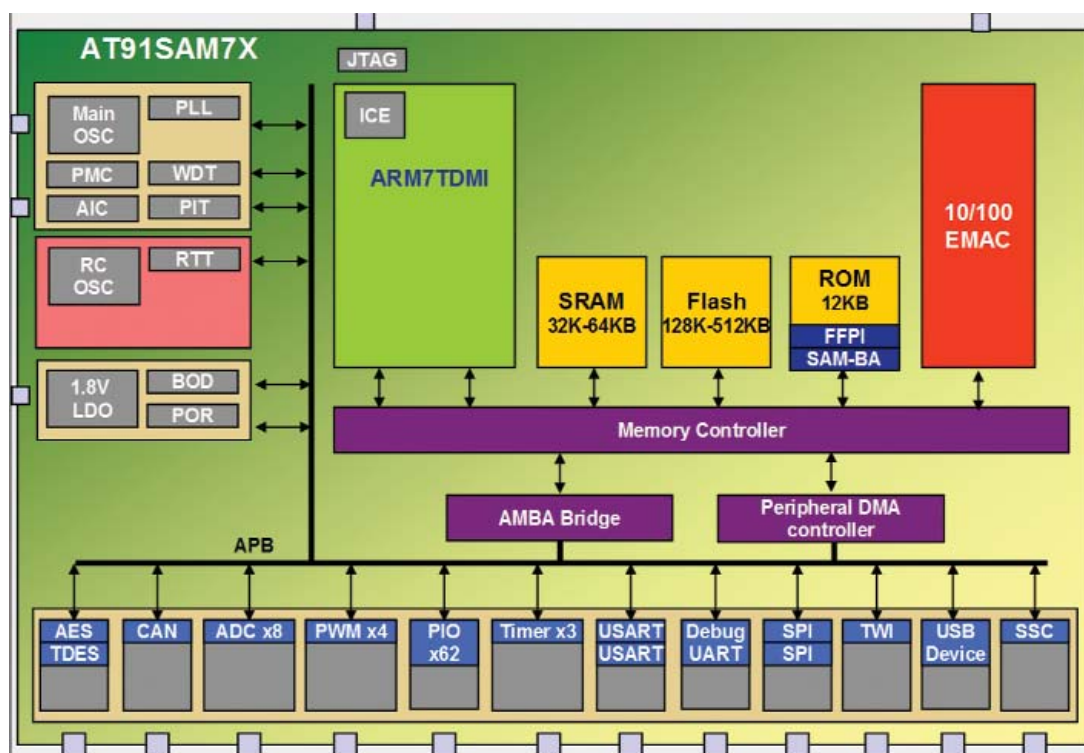 AT91SAM7X
JTAG
Main
OSC
PLL
PMC
WDT
AIC
PIT
RC
OSC
RTT
1.8V
LDO
BOD
POR
ICE
ARM7TDMI
SRAM
32K-64KB
Flash
128K-512KB
ROM
12KB
FFPI
SAM-BA
10/100
EMAC
Memory Controller
AMBA Bridge
Peripheral DMA
controller
APB
AES
TDES
CAN
ADC x8
PWM x4
PIO
x62
Timer x3
USART
USART
Debug
UART
SPI
SPI
TWI
USB
Device
SSC